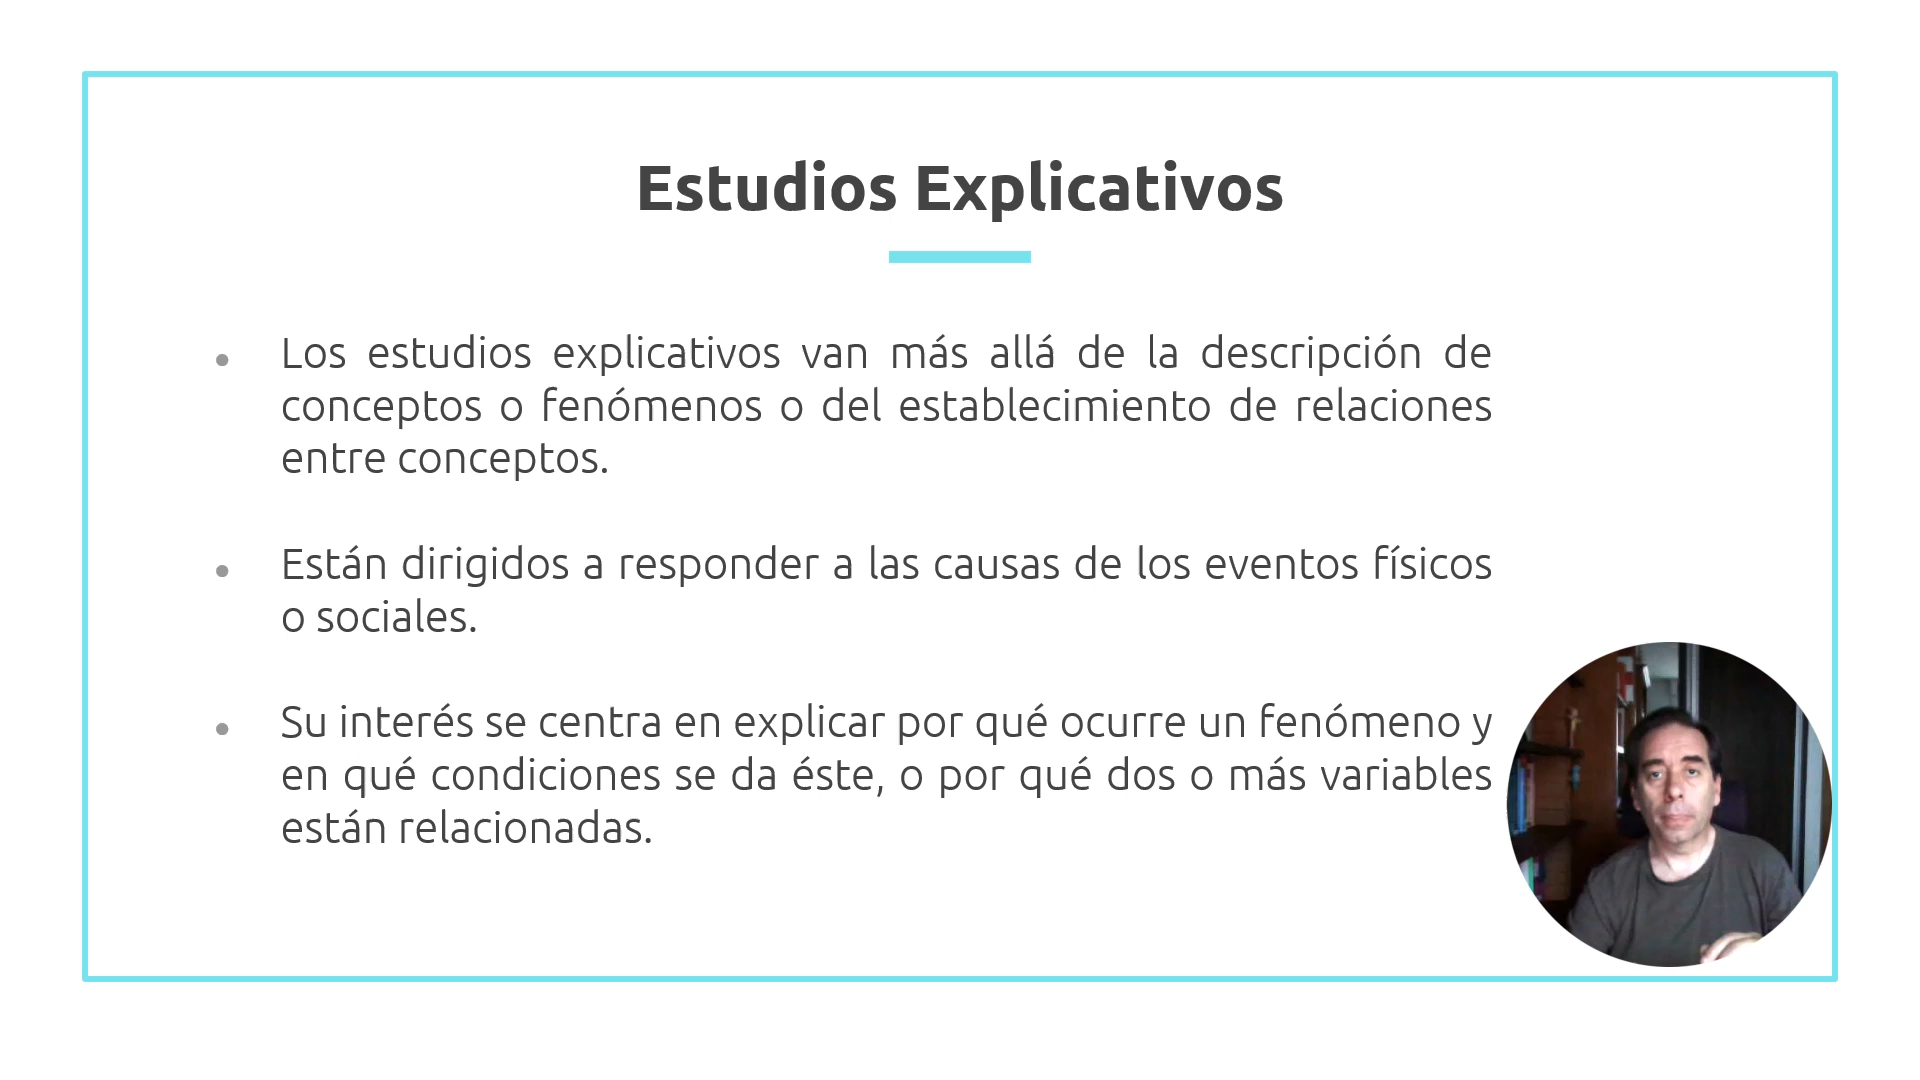 Estudios Explicativos
Los estudios explicativos van más allá de la descripción de
conceptos o fenómenos o del establecimiento de relaciones
entre conceptos.
Están dirigidos a responder a las causas de los eventos físicos
o sociales.
Su interés se centra en explicar por qué ocurre un fenómeno y
en qué condiciones se da éste, o por qué dos o más variables
están relacionadas.